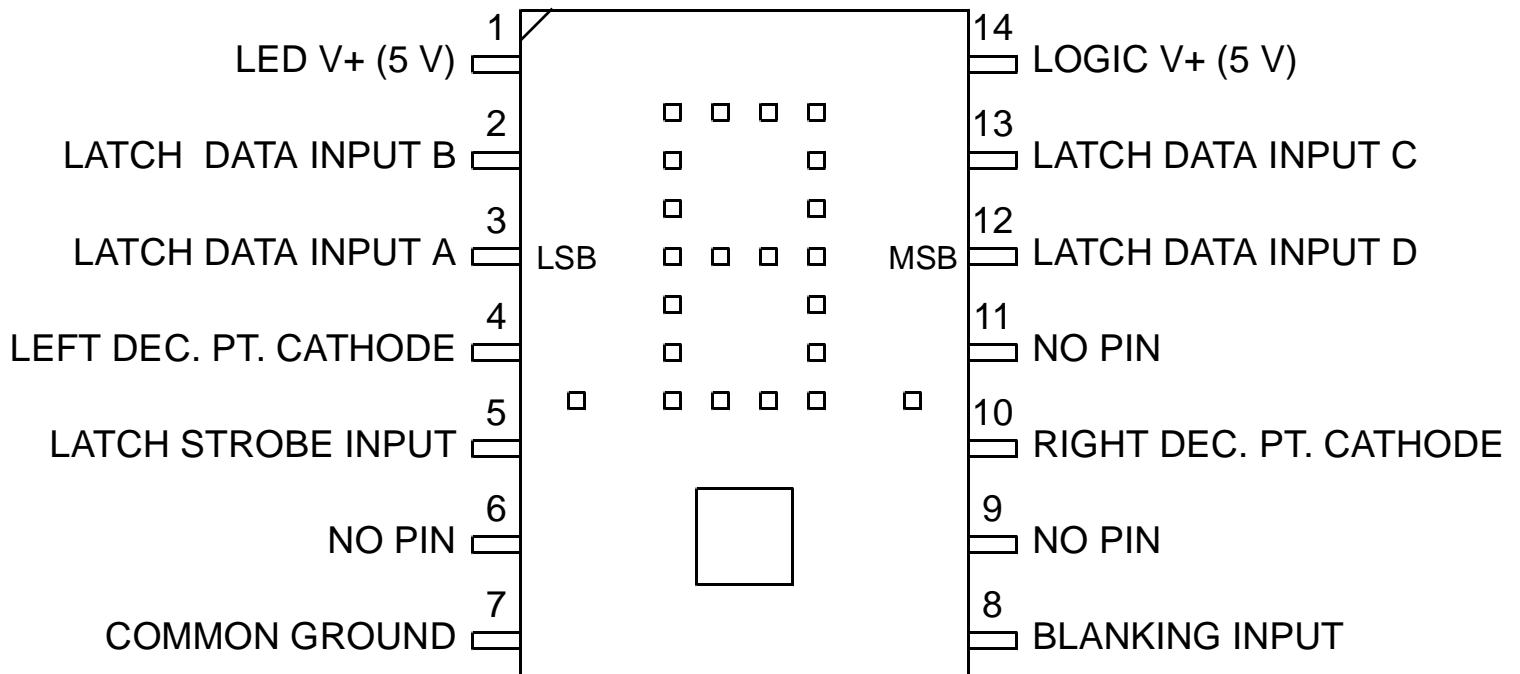 1
14
LED V+ (5 V)
LOGIC V+ (5 V)
2
13
LATCH DATA INPUT B
LATCH DATA INPUT C
3
12
LATCH DATA INPUT A
LSB
MSB
LATCH DATA INPUT D
4
11
LEFT DEC. PT. CATHODE
NO PIN
5
10
LATCH STROBE INPUT
RIGHT DEC. PT. CATHODE
6
9
NO PIN
NO PIN
7
8
COMMON GROUND
BLANKING INPUT